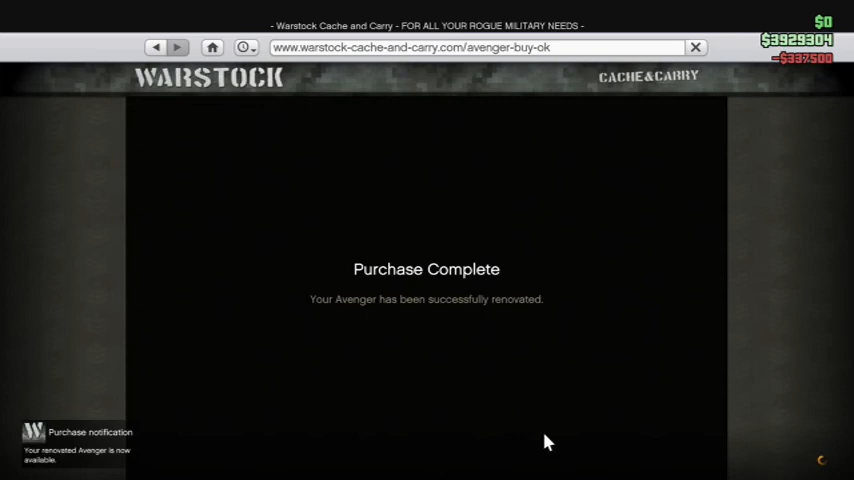 - Warstock Cache and Carry - FOR ALL YOUR ROGUE MILITARY NEEDS -
$0
$3929304
-$337500
www.warstock-cache-and-carry.com/avenger-buy-ok
WARSTOCK
CACHE&CARRY
Purchase Complete
Your Avenger has been successfully renovated.
W
Purchase notification
Your renovated Avenger is now
available.